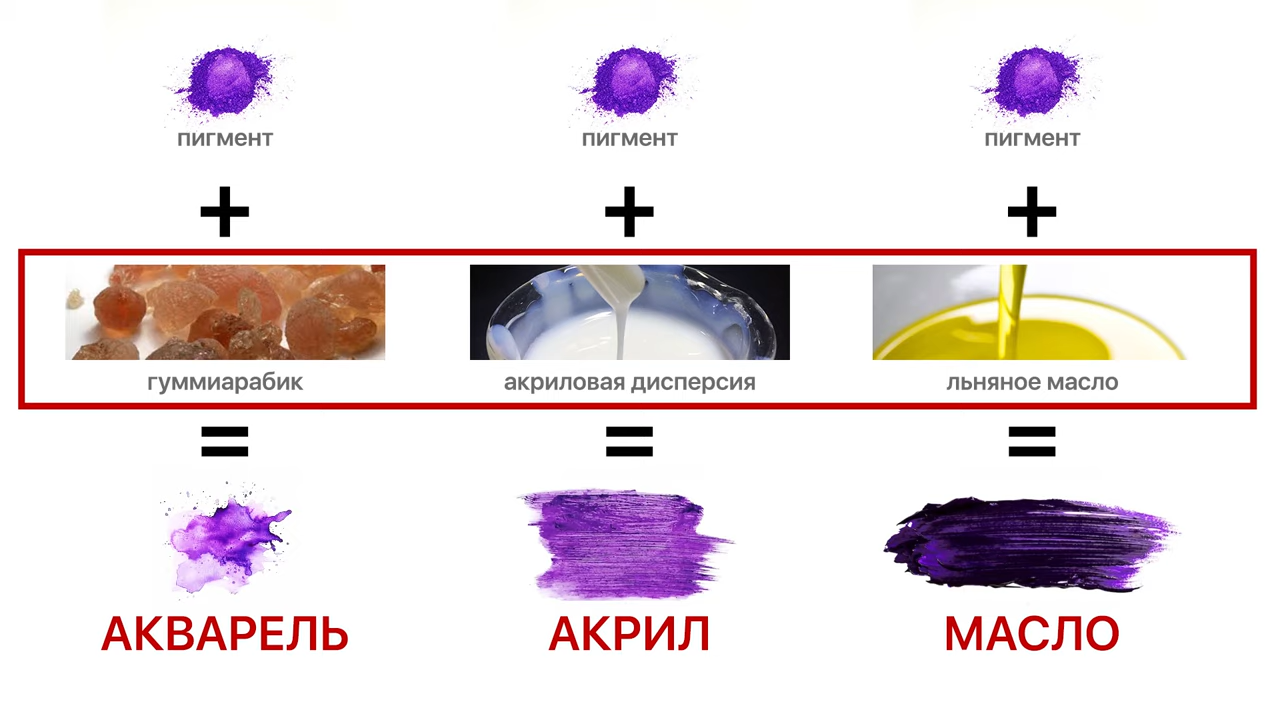 пигмент пигмент пигмент
+ + +
гуммиарабик акриловая дисперсия льняное масло
= = =
АКВАРЕЛЬ АКРИЛ МАСЛО